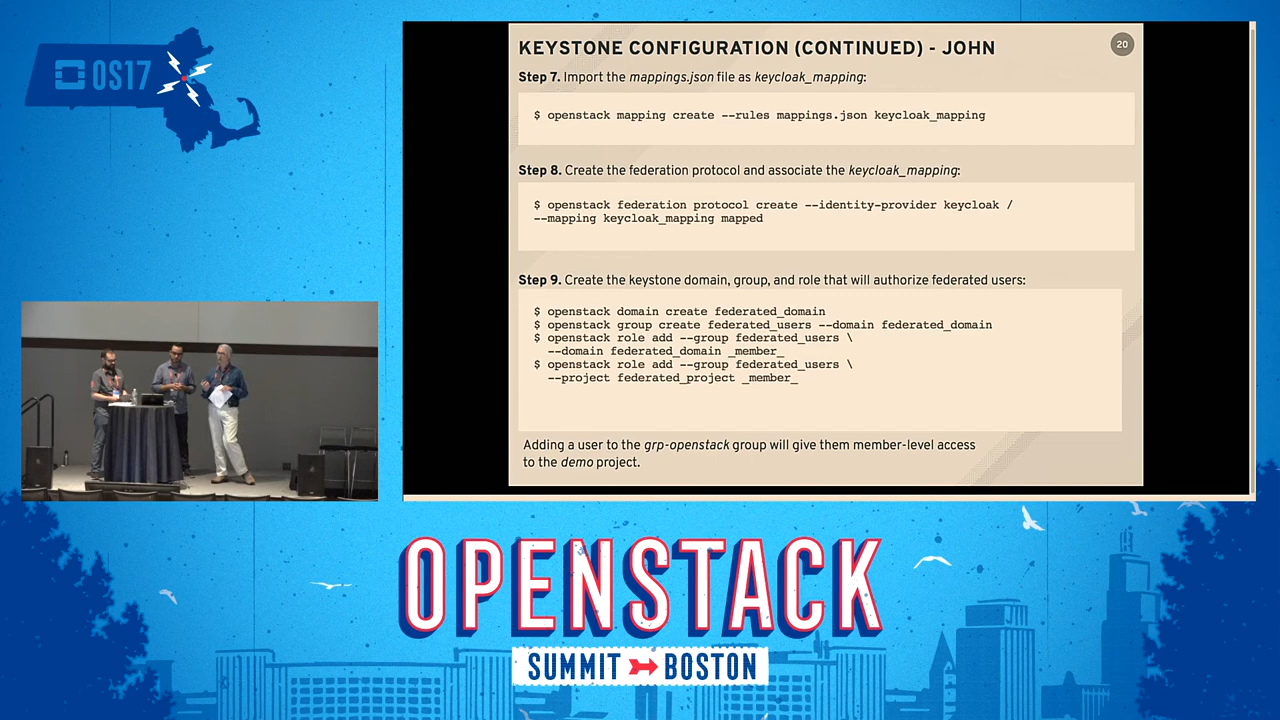 OS17
KEYSTONE CONFIGURATION (CONTINUED) - JOHN
20
Step 7. Import the mappings.json file as keycloak_mapping:
$ openstack mapping create --rules mappings.json keycloak_mapping
Step 8. Create the federation protocol and associate the keycloak_mapping:
$ openstack federation protocol create --identity-provider keycloak /
--mapping keycloak_mapping mapped
Step 9. Create the keystone domain, group, and role that will authorize federated users:
$ openstack domain create federated_domain
$ openstack group create federated_users --domain federated_domain
$ openstack role add --group federated_users \
--domain federated_domain _member_
$ openstack role add --group federated_users \
--project federated_project _member_
Adding a user to the grp-openstack group will give them member-level access
to the demo project.
OPENSTACK
SUMMIT BOSTON